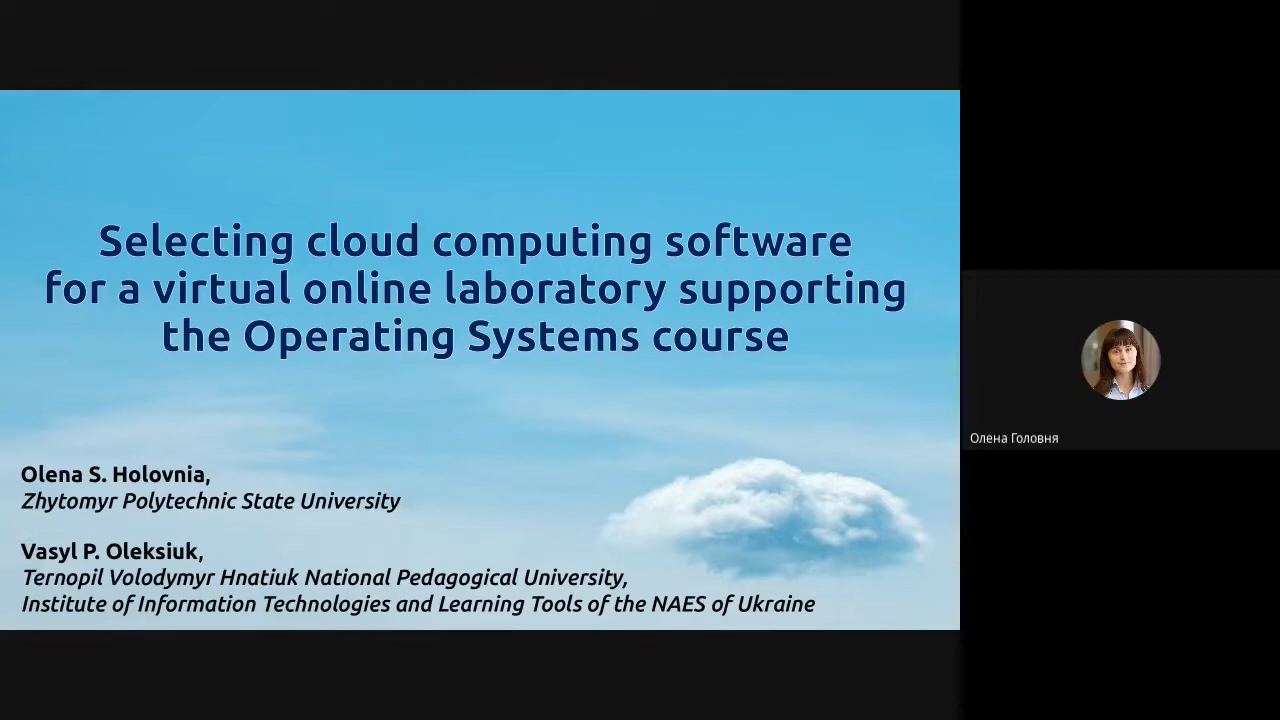 Selecting cloud computing software
for a virtual online laboratory supporting
the Operating Systems course
Olena S. Holovnia,
Zhytomyr Polytechnic State University
Vasyl P. Oleksiuk,
Ternopil Volodymyr Hnatiuk National Pedagogical University,
Institute of Information Technologies and Learning Tools of the NAES of Ukraine
Олена Головня